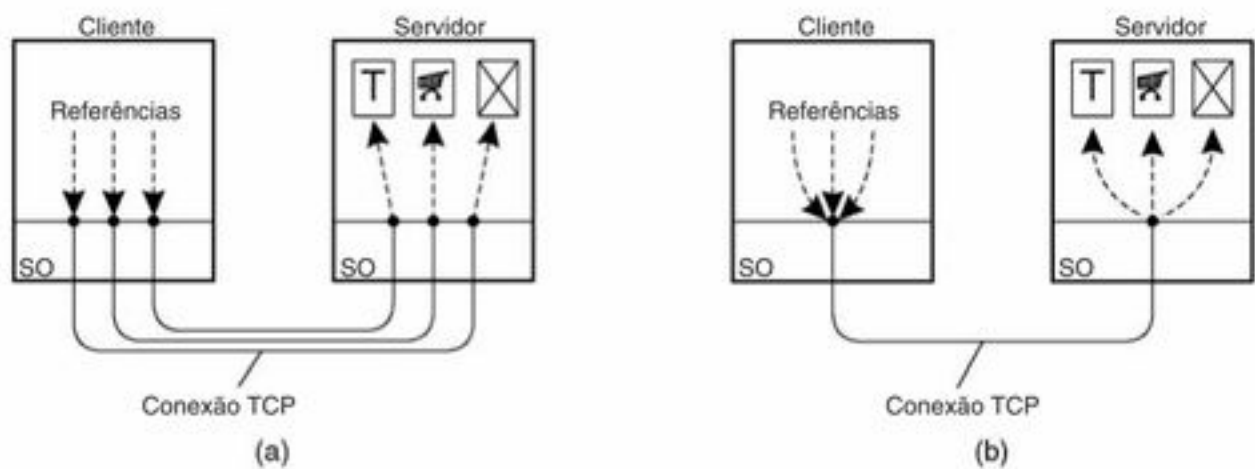 Cliente
Servidor
T
Referências
SO
SO
Conexão TCP
(a)
Cliente
Servidor
T
Referências
SO
SO
Conexão TCP
(b)